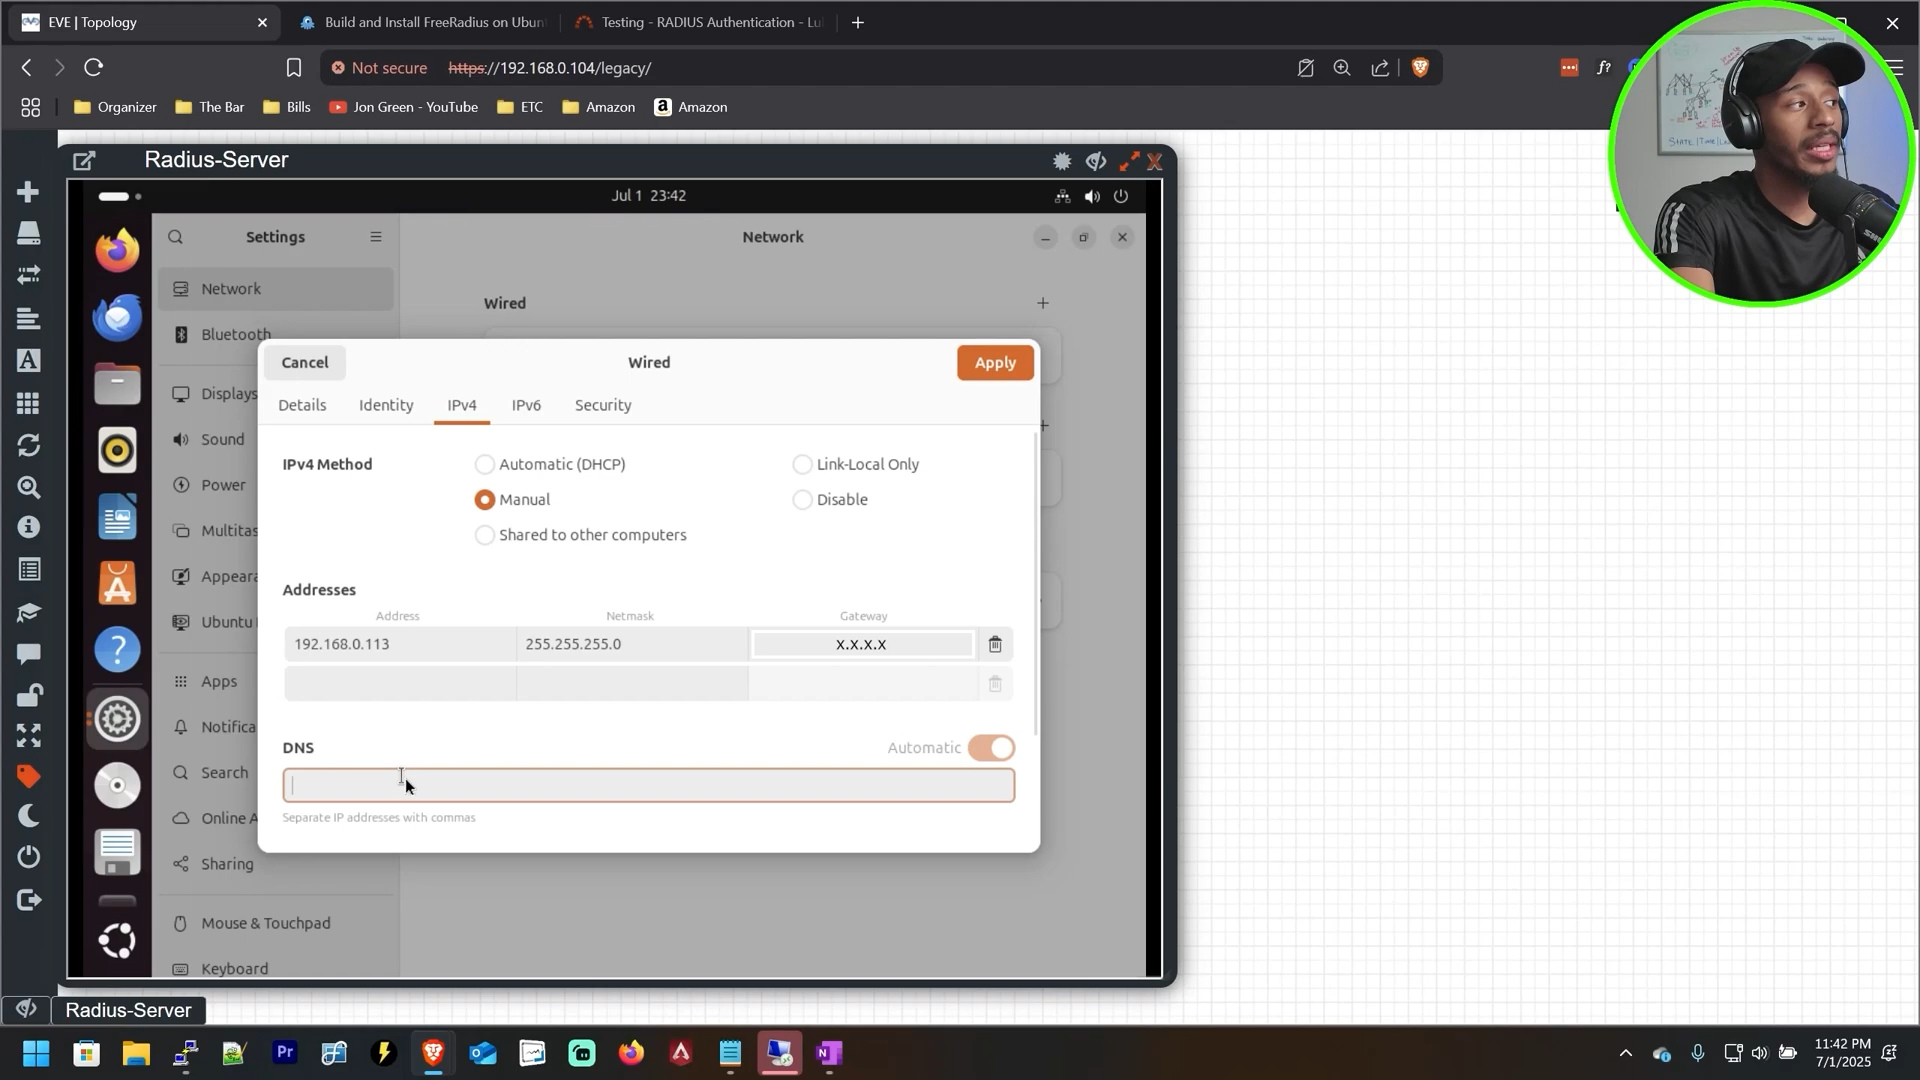 EVE | Topology
Build and Install FreeRadius on Ubun
Testing - RADIUS Authentication - Lu
Not secure
https://192.168.0.104/legacy/
f?
Organizer
The Bar
Bills
Jon Green - YouTube
ETC
Amazon
Amazon
Radius-Server
X
Jul 1 23:42
Settings
Network
Network
Wired
Bluetooth
Cancel
Wired
Apply
Details
Identity
IPv4
IPv6
Security
Displays
Sound
Power
Multitas
Appeara
Ubuntu
Apps
Notifica
Search
Online A
Sharing
Mouse & Touchpad
Keyboard
IPv4 Method
Automatic (DHCP)
Link-Local Only
Manual
Disable
Shared to other computers
Addresses
Address
Netmask
Gateway
192.168.0.113
255.255.255.0
X.X.X.X
DNS
Automatic
Separate IP addresses with commas
Radius-Server
Pr
11:42 PM
7/1/2025